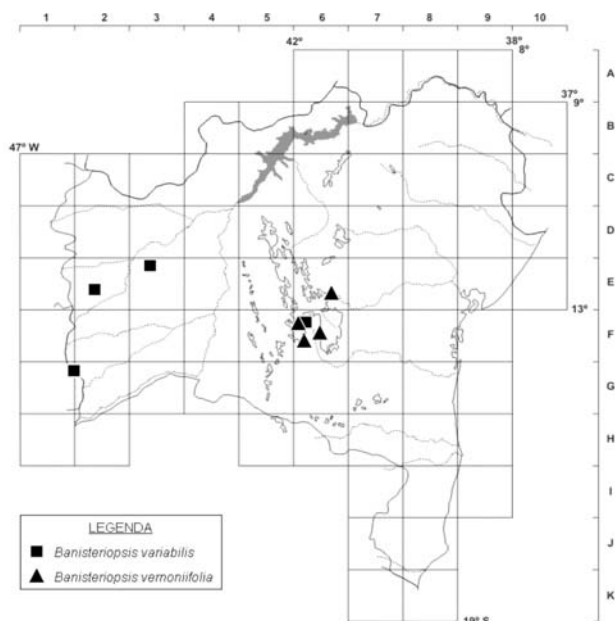 1 2 3 4 5 6 7 8 9 10
42° 38°
8°
A
37°
9°
B
47° W
C
D
E
13°
F
G
H
I
J
K
19° S
LEGENDA
Banisteriopsis variabilis
Banisteriopsis vernoniifolia